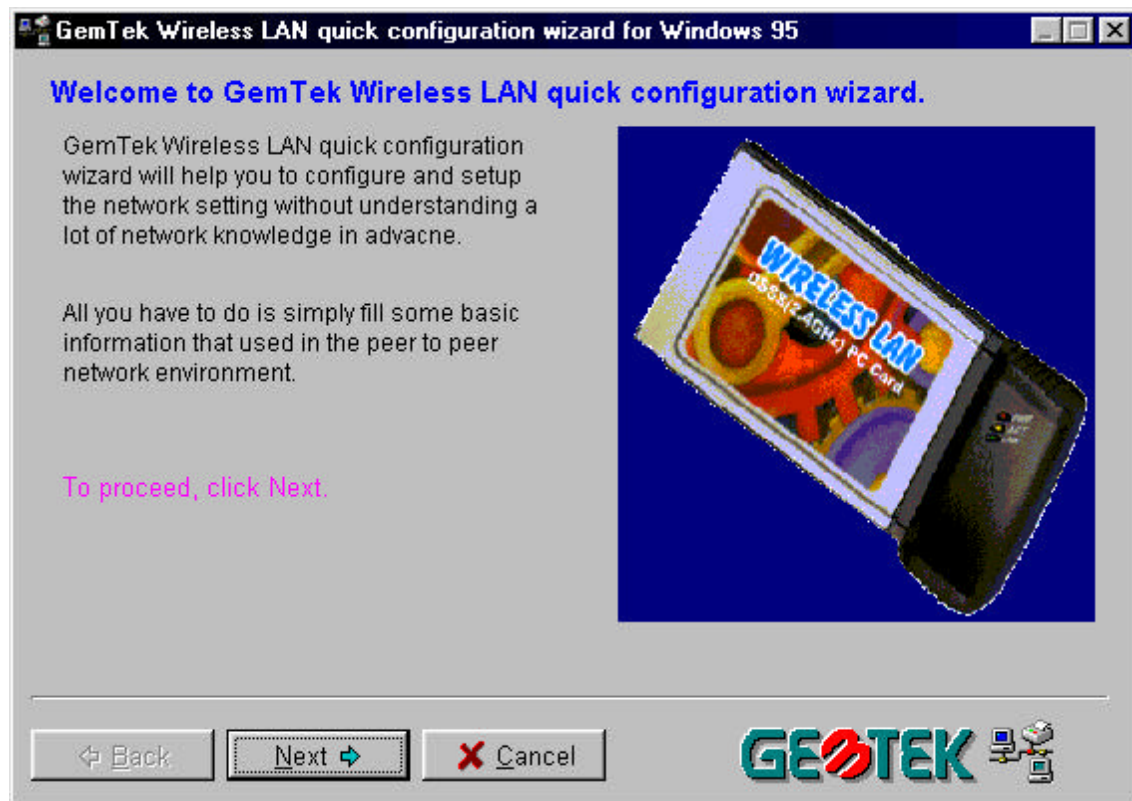 GemTek Wireless LAN quick configuration wizard for Windows 95
Welcome to GemTek Wireless LAN quick configuration wizard.
GemTek Wireless LAN quick configuration
wizard will help you to configure and setup
the network setting without understanding a
lot of network knowledge in advacne.
All you have to do is simply fill some basic
information that used in the peer to peer
network environment.
To proceed, click Next.
WIRELESS LAN
DSSS(2.4GHz) PC Card
Back
Next
Cancel
GEMTEK